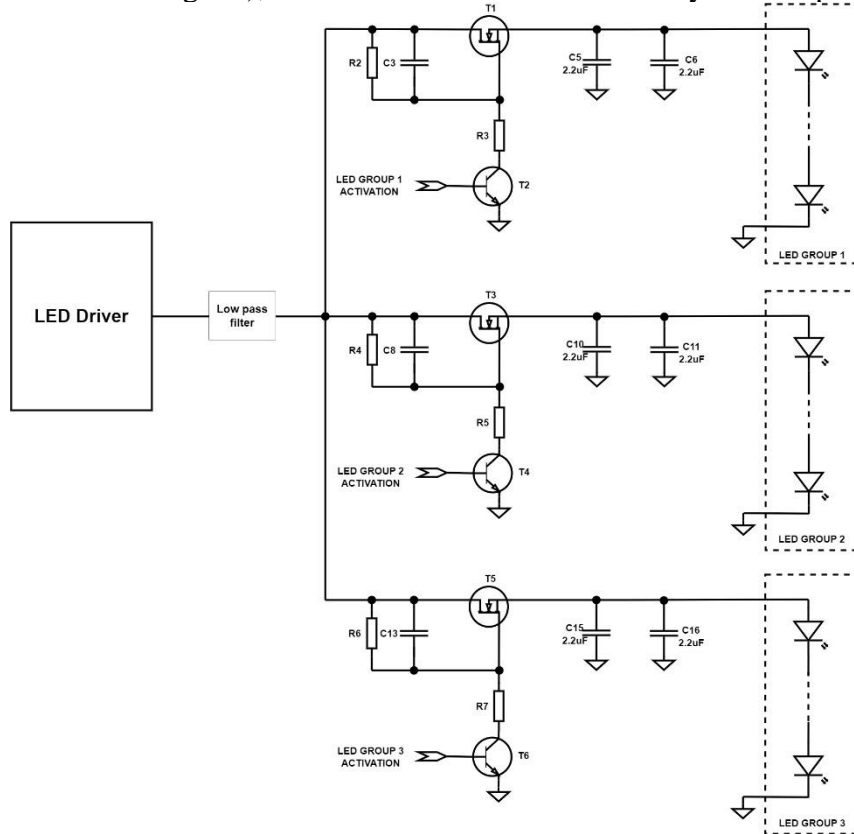 T1
R2
C3
C5
2.2uF
C6
2.2uF
R3
LED GROUP 1
ACTIVATION
T2
LED GROUP 1
LED Driver
Low pass
filter
T3
R4
C8
C10
2.2uF
C11
2.2uF
R5
LED GROUP 2
ACTIVATION
T4
LED GROUP 2
T5
R6
C13
C15
2.2uF
C16
2.2uF
R7
LED GROUP 3
ACTIVATION
T6
LED GROUP 3